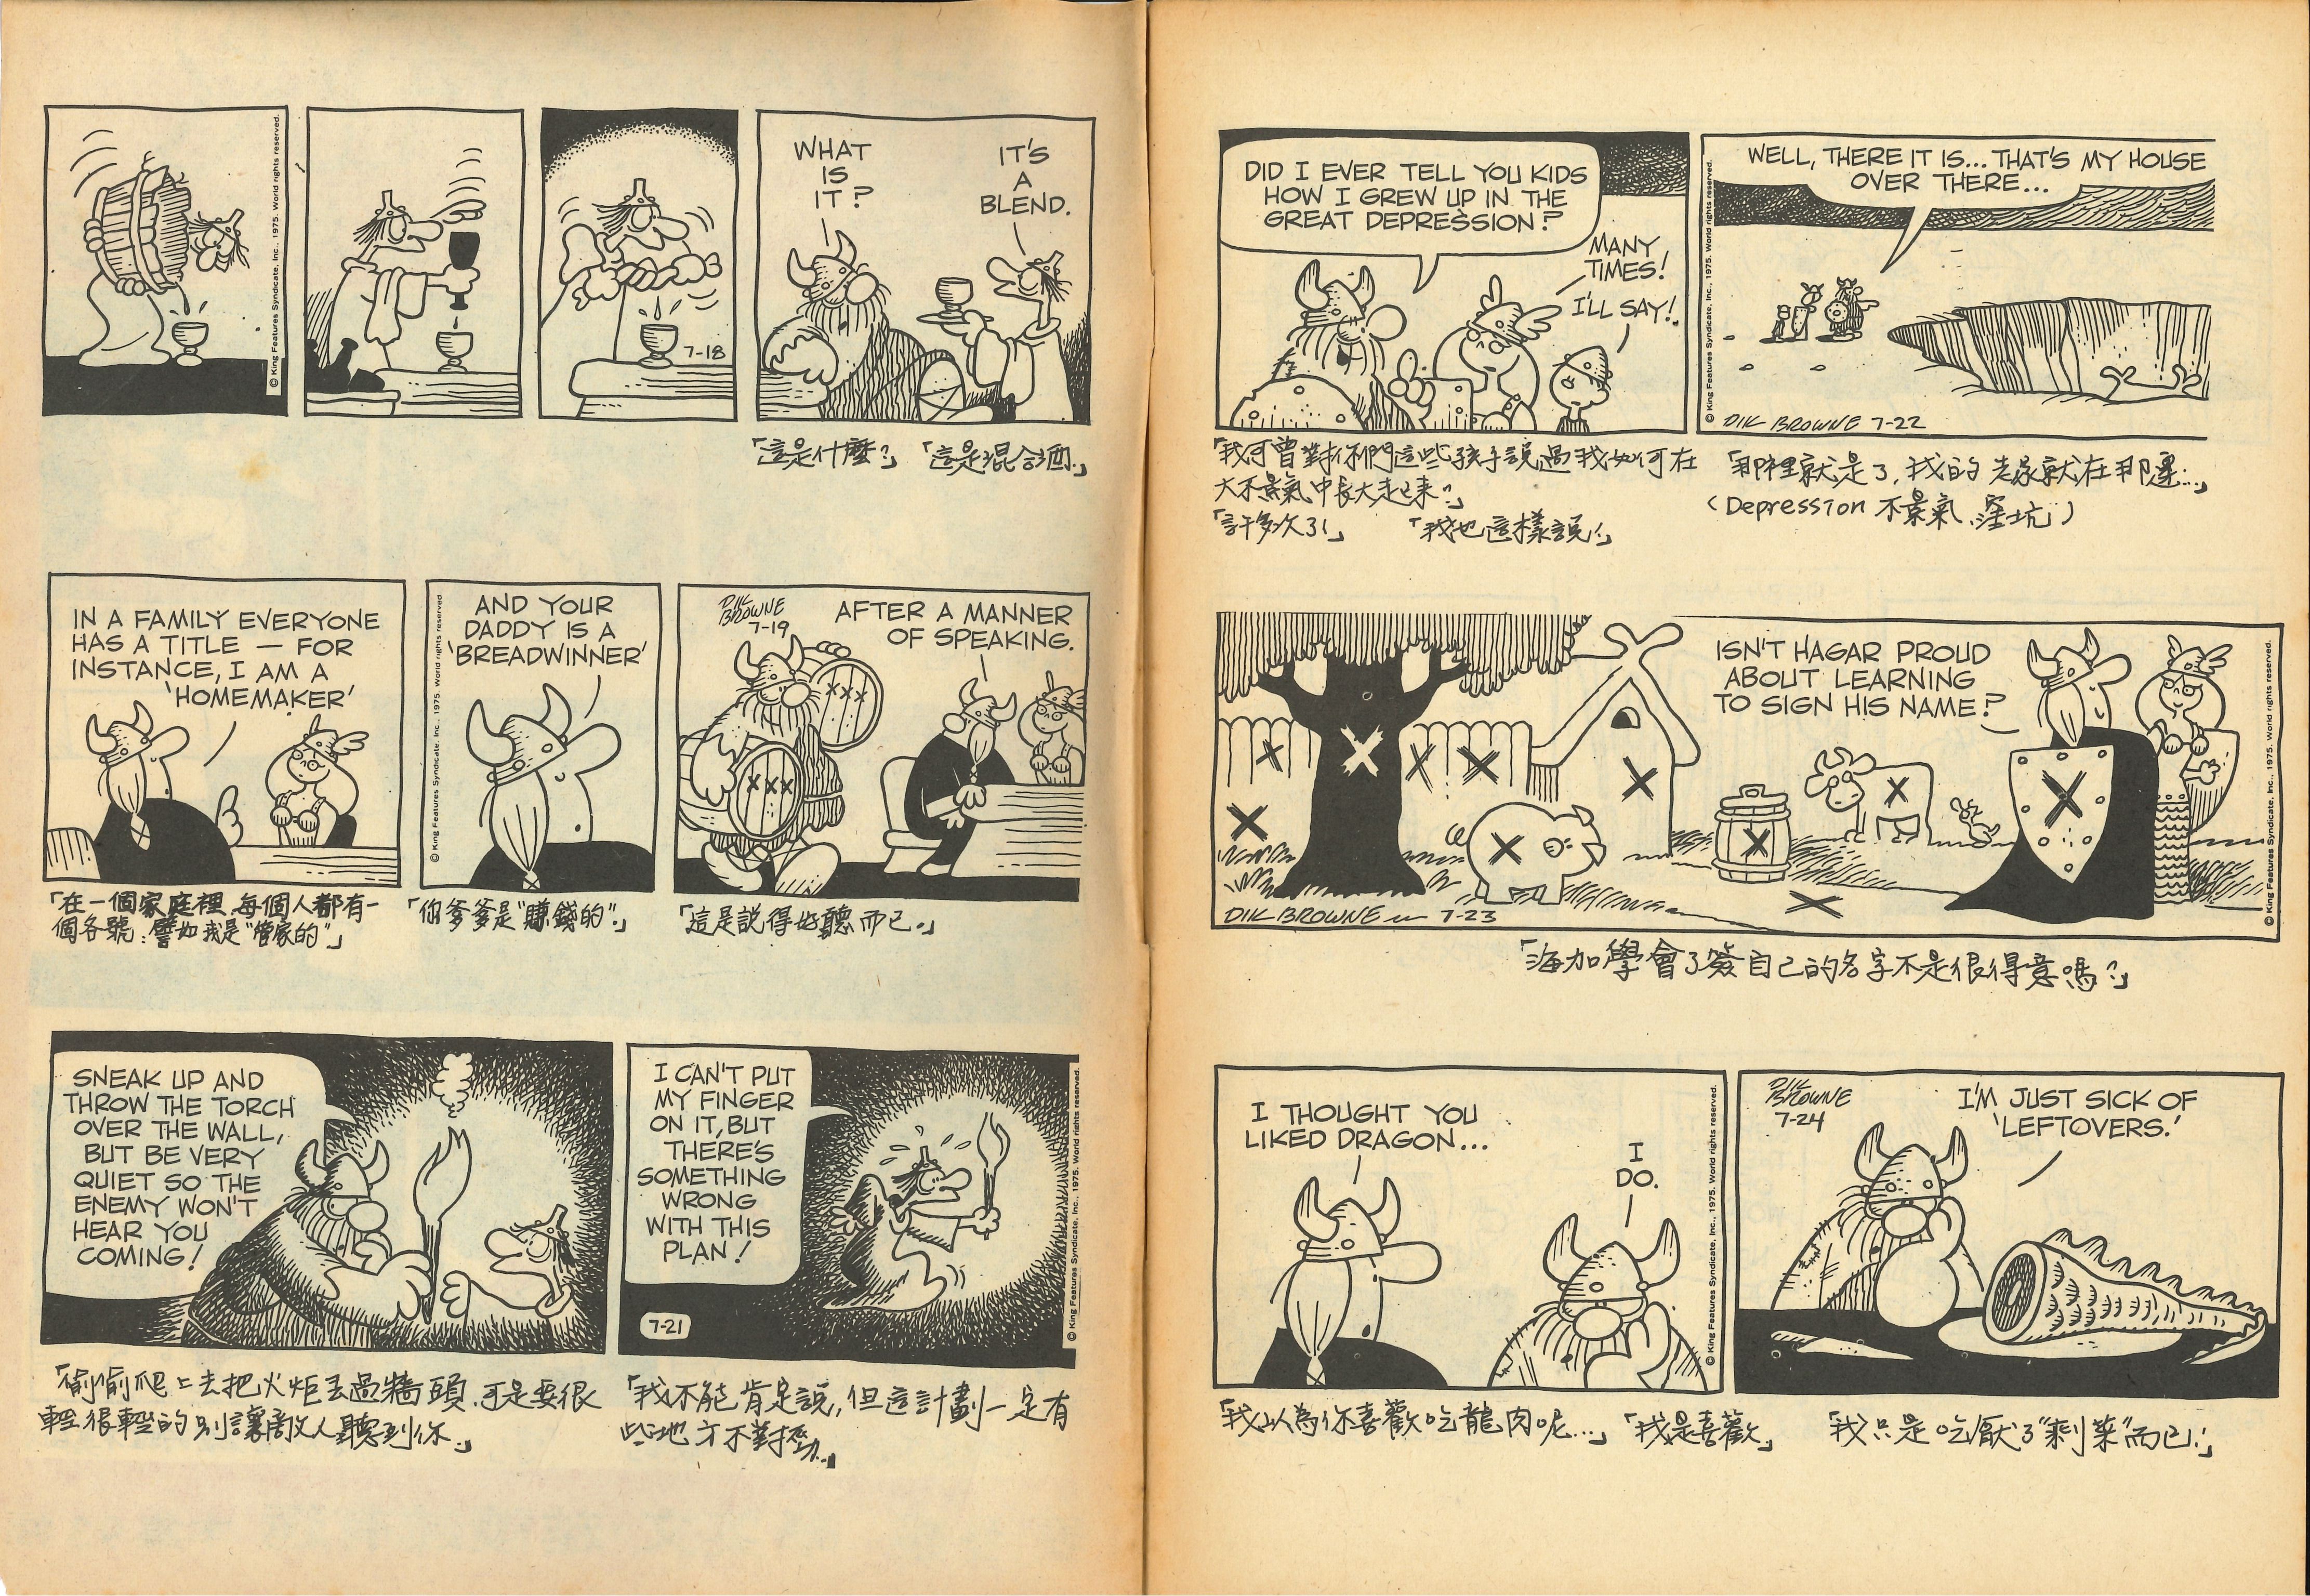 © King Features Syndicate, Inc., 1975. World rights reserved.
7-18
WHAT
IS
IT?
IT'S
A
BLEND.
「這是什麼？」
「這是混合酒.」
IN A FAMILY EVERYONE
HAS A TITLE — FOR
INSTANCE, I AM A
'HOMEMAKER'
© King Features Syndicate, Inc., 1975. World rights reserved
AND YOUR
DADDY IS A
'BREADWINNER'
DIK
BROWNE
7-19
XXX
XXX
AFTER A MANNER
OF SPEAKING.
「在一個家庭裡,每個人都有一
個名號,譬如我是"管家的"」
「你爹爹是"賺錢的".」
「這是説得好聽而已.」
SNEAK UP AND
THROW THE TORCH
OVER THE WALL,
BUT BE VERY
QUIET SO THE
ENEMY WON'T
HEAR YOU
COMING!
I CAN'T PUT
MY FINGER
ON IT, BUT
THERE'S
SOMETHING
WRONG
WITH THIS
PLAN!
7-21
© King Features Syndicate, Inc., 1975. World rights reserved.
「偷偷爬上去把火炬丟過牆頭,可是要很
輕很輕的別讓敵人聽到你.」
「我不能肯定説,但這計劃一定有
些地方不對勁.」
DID I EVER TELL YOU KIDS
HOW I GREW UP IN THE
GREAT DEPRESSION?
MANY
TIMES!
I'LL SAY!
© King Features Syndicate, Inc., 1975. World rights reserved.
WELL, THERE IT IS... THAT'S MY HOUSE
OVER THERE...
DIK BROWNE 7-22
「我可曾對你們這些孩子說過我如何在
大不景氣中長大起來?」
「許多次了!」
「我也這樣說!」
「那裡就是了,我的老家就在那邊…」
(Depression 不景氣、窪坑)
ISN'T HAGAR PROUD
ABOUT LEARNING
TO SIGN HIS NAME?
X
X
X
X
X
X
X
X
X
X
X
DIK BROWNE 7-23
© King Features Syndicate, Inc., 1975. World rights reserved.
「海加學會了簽自己的名字不是很得意嗎?」
I THOUGHT YOU
LIKED DRAGON...
I
DO.
© King Features Syndicate, Inc., 1975. World rights reserved.
DIK
BROWNE
7-24
I'M JUST SICK OF
'LEFTOVERS.'
「我以為你喜歡吃龍肉呢…」
「我是喜歡」
「我只是吃厭了"剩菜"而已!」